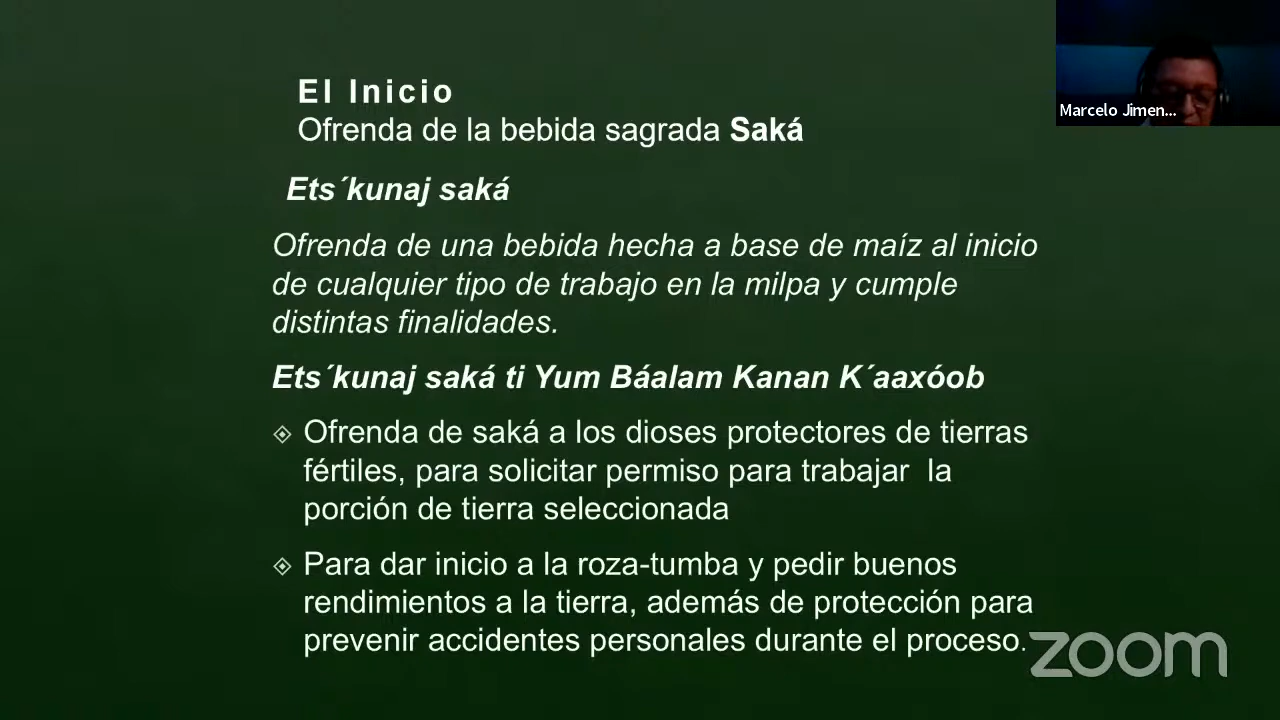 El Inicio
Ofrenda de la bebida sagrada Saká
Ets´kunaj saká
Ofrenda de una bebida hecha a base de maíz al inicio
de cualquier tipo de trabajo en la milpa y cumple
distintas finalidades.
Ets´kunaj saká ti Yum Báalam Kanan K´aaxóob
Ofrenda de saká a los dioses protectores de tierras
fértiles, para solicitar permiso para trabajar la
porción de tierra seleccionada
Para dar inicio a la roza-tumba y pedir buenos
rendimientos a la tierra, además de protección para
prevenir accidentes personales durante el proceso.
Marcelo Jimen...
zoom